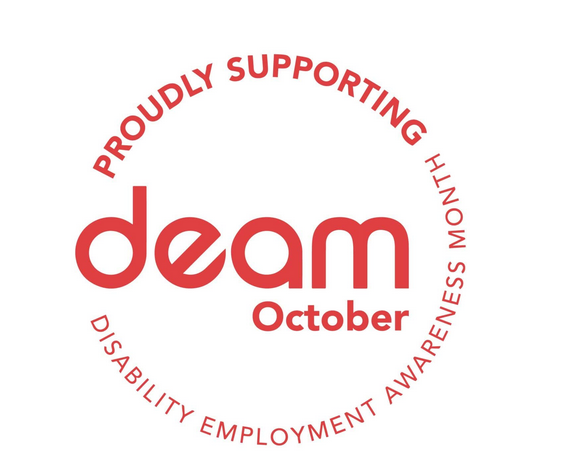 PROUDLY SUPPORTING
deam
October
DISABILITY EMPLOYMENT AWARENESS MONTH